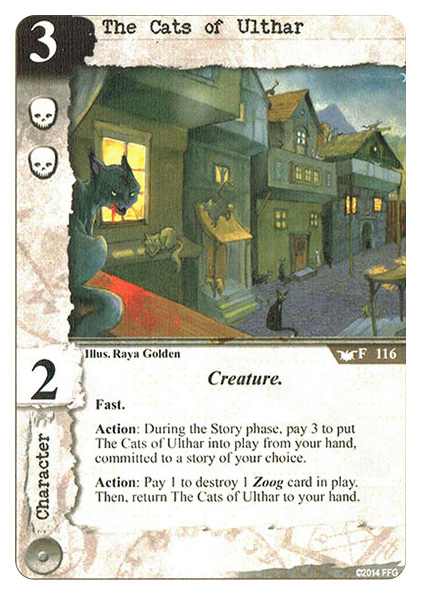 3
The Cats of Ulthar
Illus. Raya Golden
F 116
2
Character
Creature.
Fast.
Action: During the Story phase, pay 3 to put
The Cats of Ulthar into play from your hand,
committed to a story of your choice.
Action: Pay 1 to destroy 1 Zoog card in play.
Then, return The Cats of Ulthar to your hand.
©2014 FFG